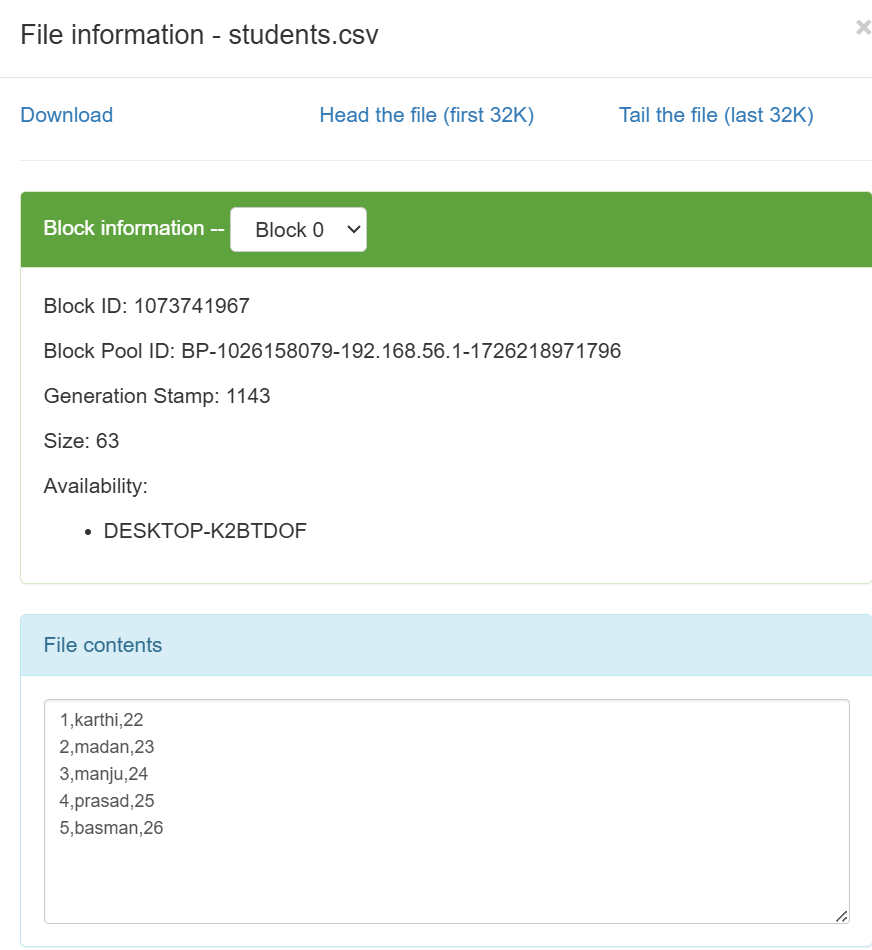 File information - students.csv
×
Download Head the file (first 32K) Tail the file (last 32K)
Block information -- Block 0
Block ID: 1073741967
Block Pool ID: BP-1026158079-192.168.56.1-1726218971796
Generation Stamp: 1143
Size: 63
Availability:
• DESKTOP-K2BTDOF
File contents
1,karthi,22
2,madan,23
3,manju,24
4,prasad,25
5,basman,26